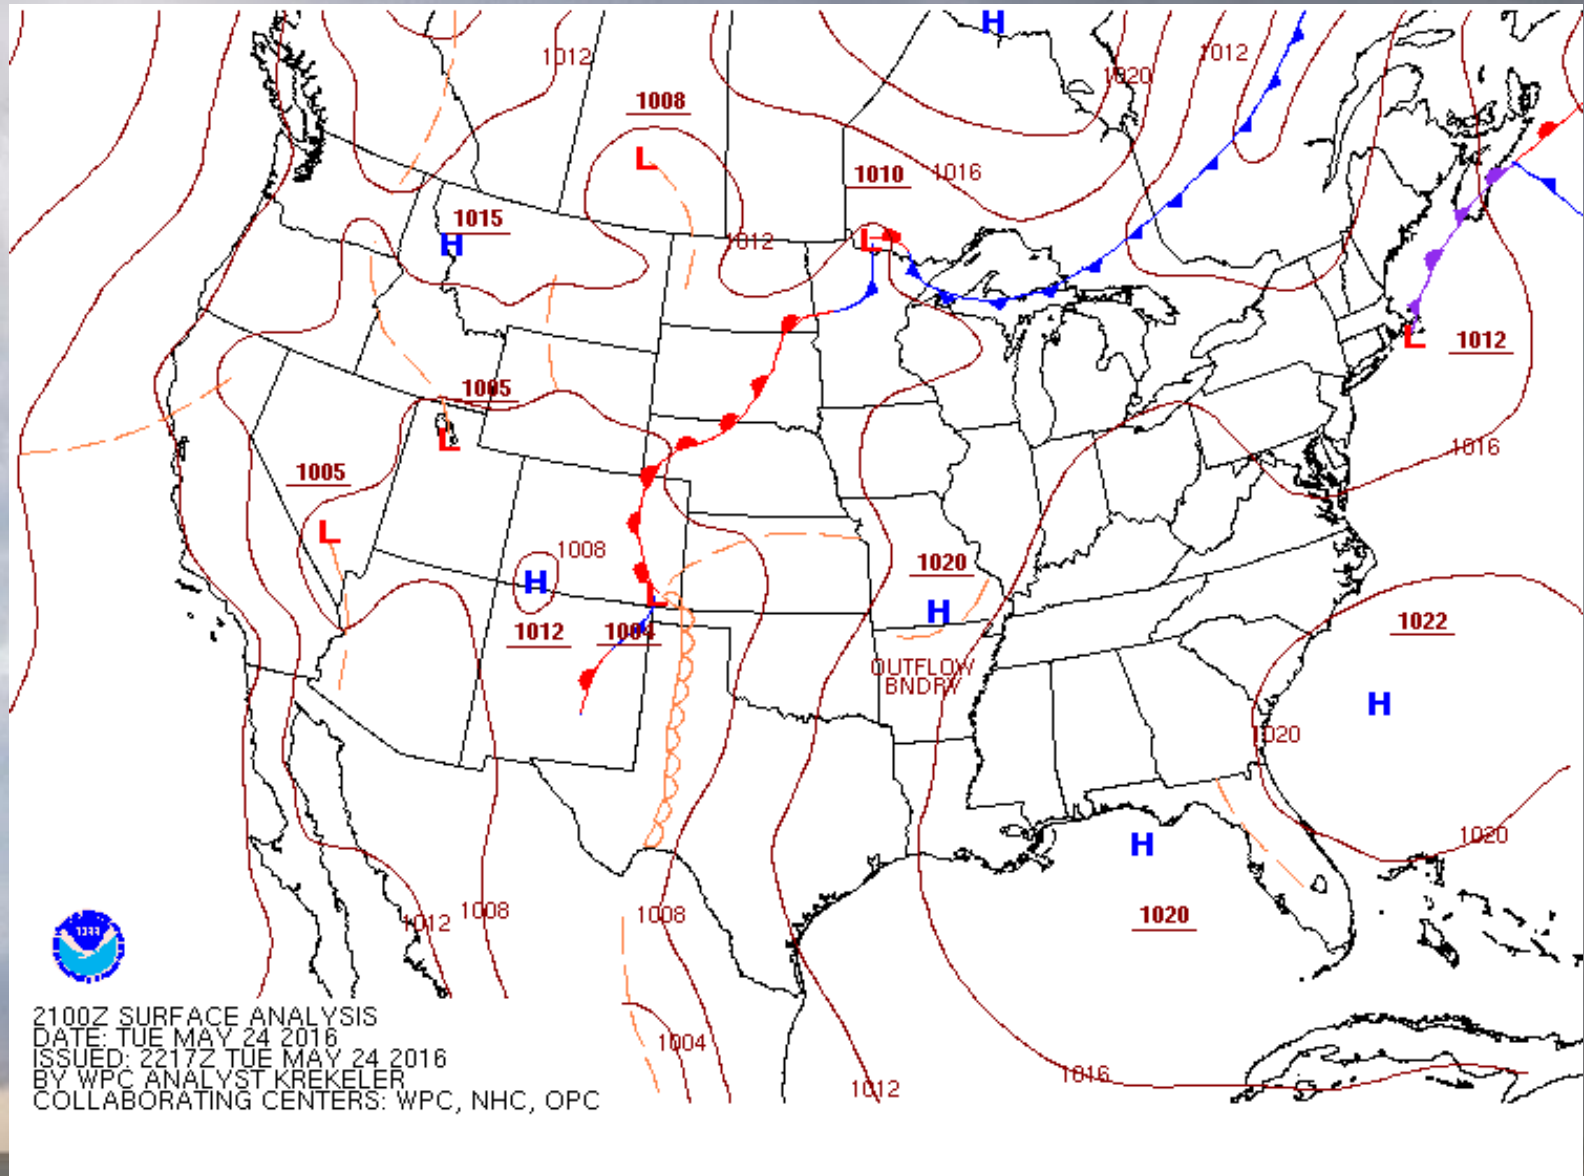 H
1012
1020
1012
1008
L
1010
1016
1015
H
1012
L
L
1012
1005
1016
1005
L
L
1008
1020
H
L
H
1012
1004
1022
OUTFLOW
BNDRY
H
1020
1020
H
1012
1008
1008
1020
NOAA
2100Z SURFACE ANALYSIS
DATE: TUE MAY 24 2016
ISSUED: 2217Z TUE MAY 24 2016
BY WPC ANALYST KREKELER
COLLABORATING CENTERS: WPC, NHC, OPC
1004
1012
1016